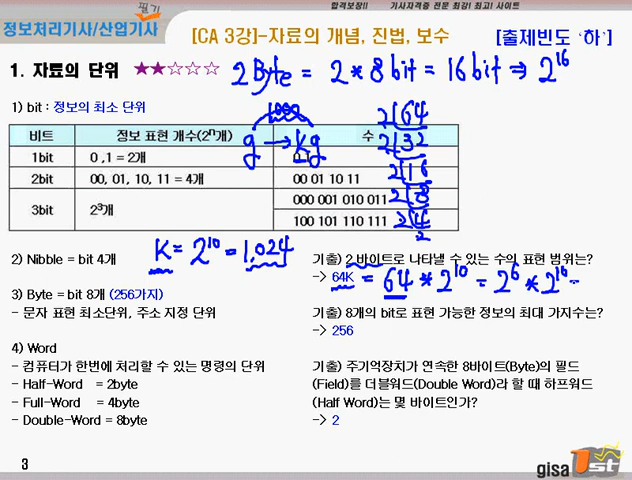 합격보장!! 기사자격증 전문 최강! 최고! 사이트
필기
정보처리기사/산업기사
[CA 3강]-자료의 개념, 진법, 보수 [출제빈도 '하']
1. 자료의 단위 ★★☆☆☆
2Byte = 2 * 8bit = 16bit ⇒ 2^16
1) bit : 정보의 최소 단위
1000
g → kg
2 64
2 32
2 16
2 8
2 4
2
비트 정보 표현 개수(2ⁿ개) 수
1bit 0 ,1 = 2개
2bit 00, 01, 10, 11 = 4개 00 01 10 11
3bit 2³개 000 001 010 011
100 101 110 111
K = 2^10 = 1,024
2) Nibble = bit 4개
3) Byte = bit 8개 (256가지)
- 문자 표현 최소단위, 주소 지정 단위
4) Word
- 컴퓨터가 한번에 처리할 수 있는 명령의 단위
- Half-Word = 2byte
- Full-Word = 4byte
- Double-Word = 8byte
기출) 2 바이트로 나타낼 수 있는 수의 표현 범위는?
-> 64K = 64 * 2^10 = 2^6 * 2^10 =
기출) 8개의 bit로 표현 가능한 정보의 최대 가지수는?
-> 256
기출) 주기억장치가 연속한 8바이트(Byte)의 필드
(Field)를 더블워드(Double Word)라 할 때 하프워드
(Half Word)는 몇 바이트인가?
-> 2
3
gisa 1st